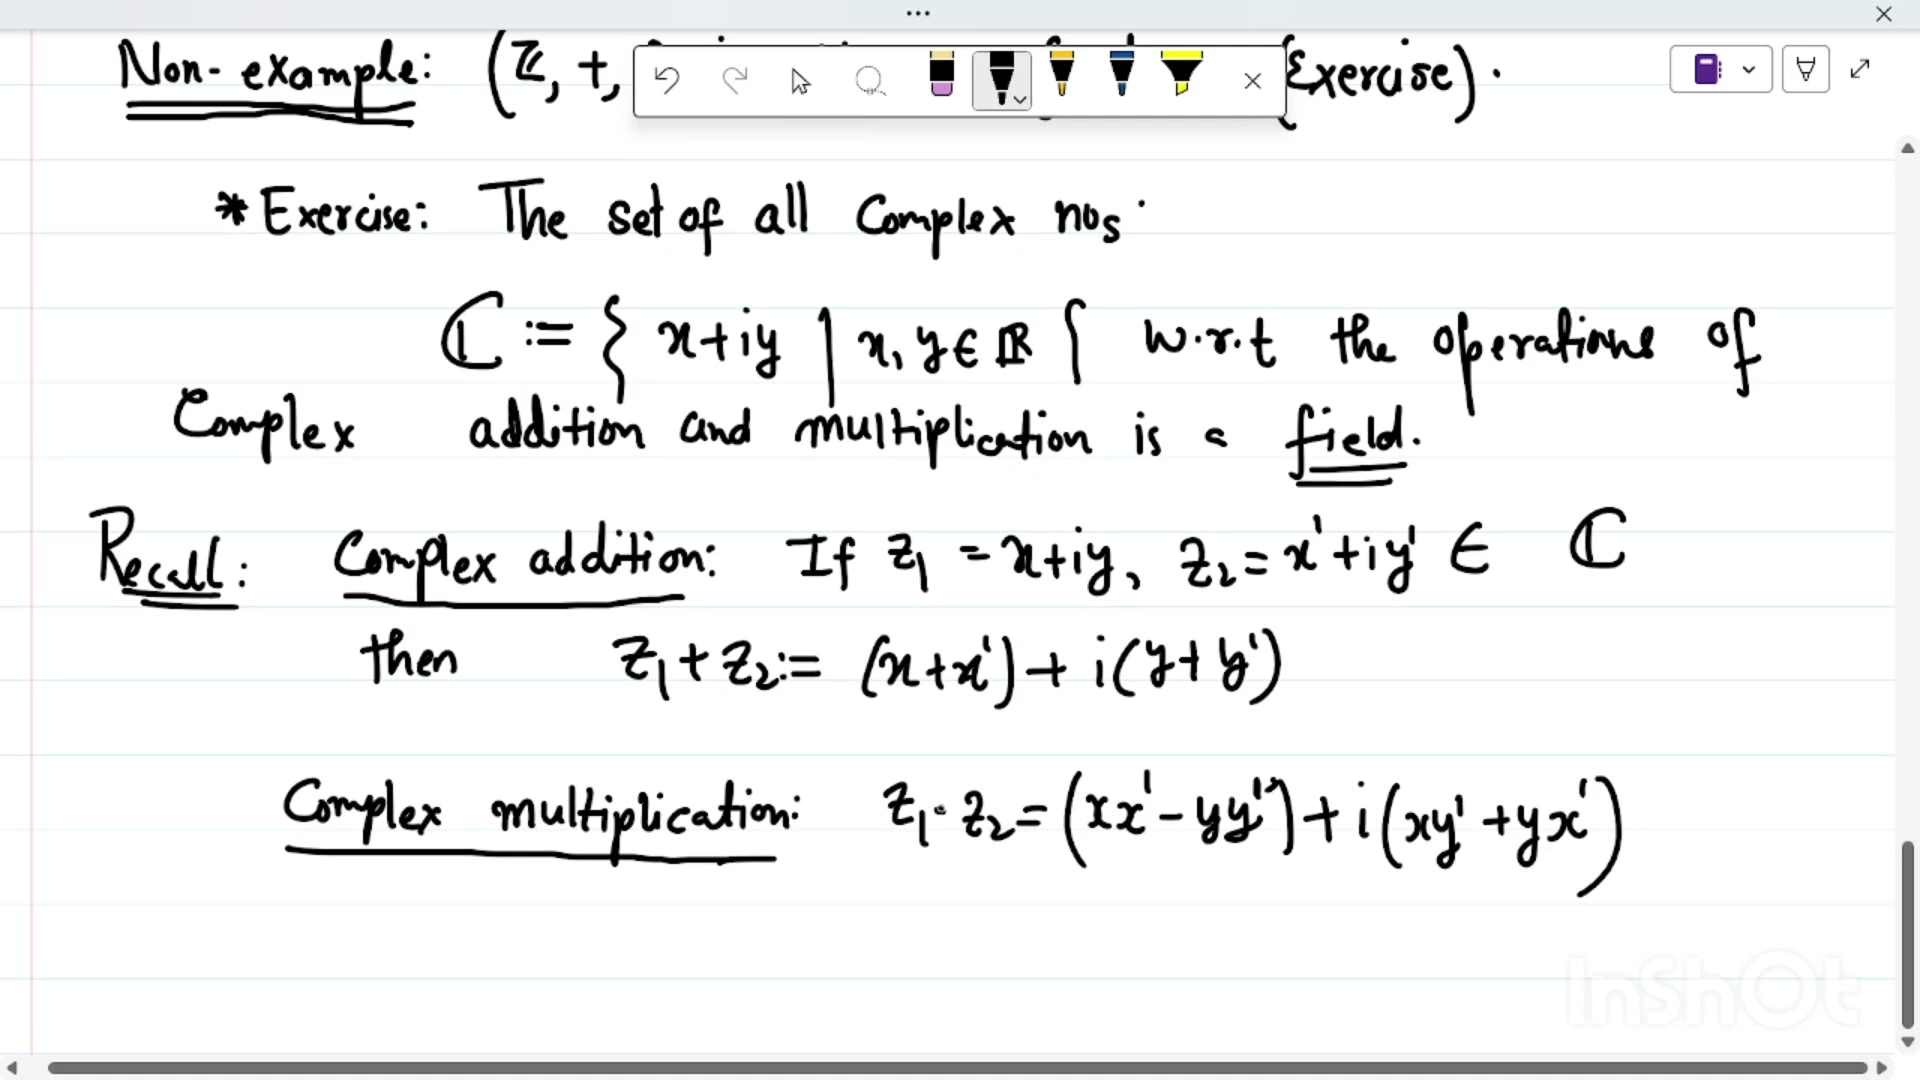 Non-example: (ℤ, +, (Exercise).
* Exercise: The set of all Complex nos.
ℂ := { x+iy | x, y ∈ ℝ } w.r.t the operations of
Complex addition and multiplication is a field.
Recall: Complex addition: If z₁ = x+iy, z₂ = x'+iy' ∈ ℂ
then z₁ + z₂ := (x+x') + i(y+y')
Complex multiplication: z₁·z₂ = (xx' - yy') + i(xy' + yx')
InShOt